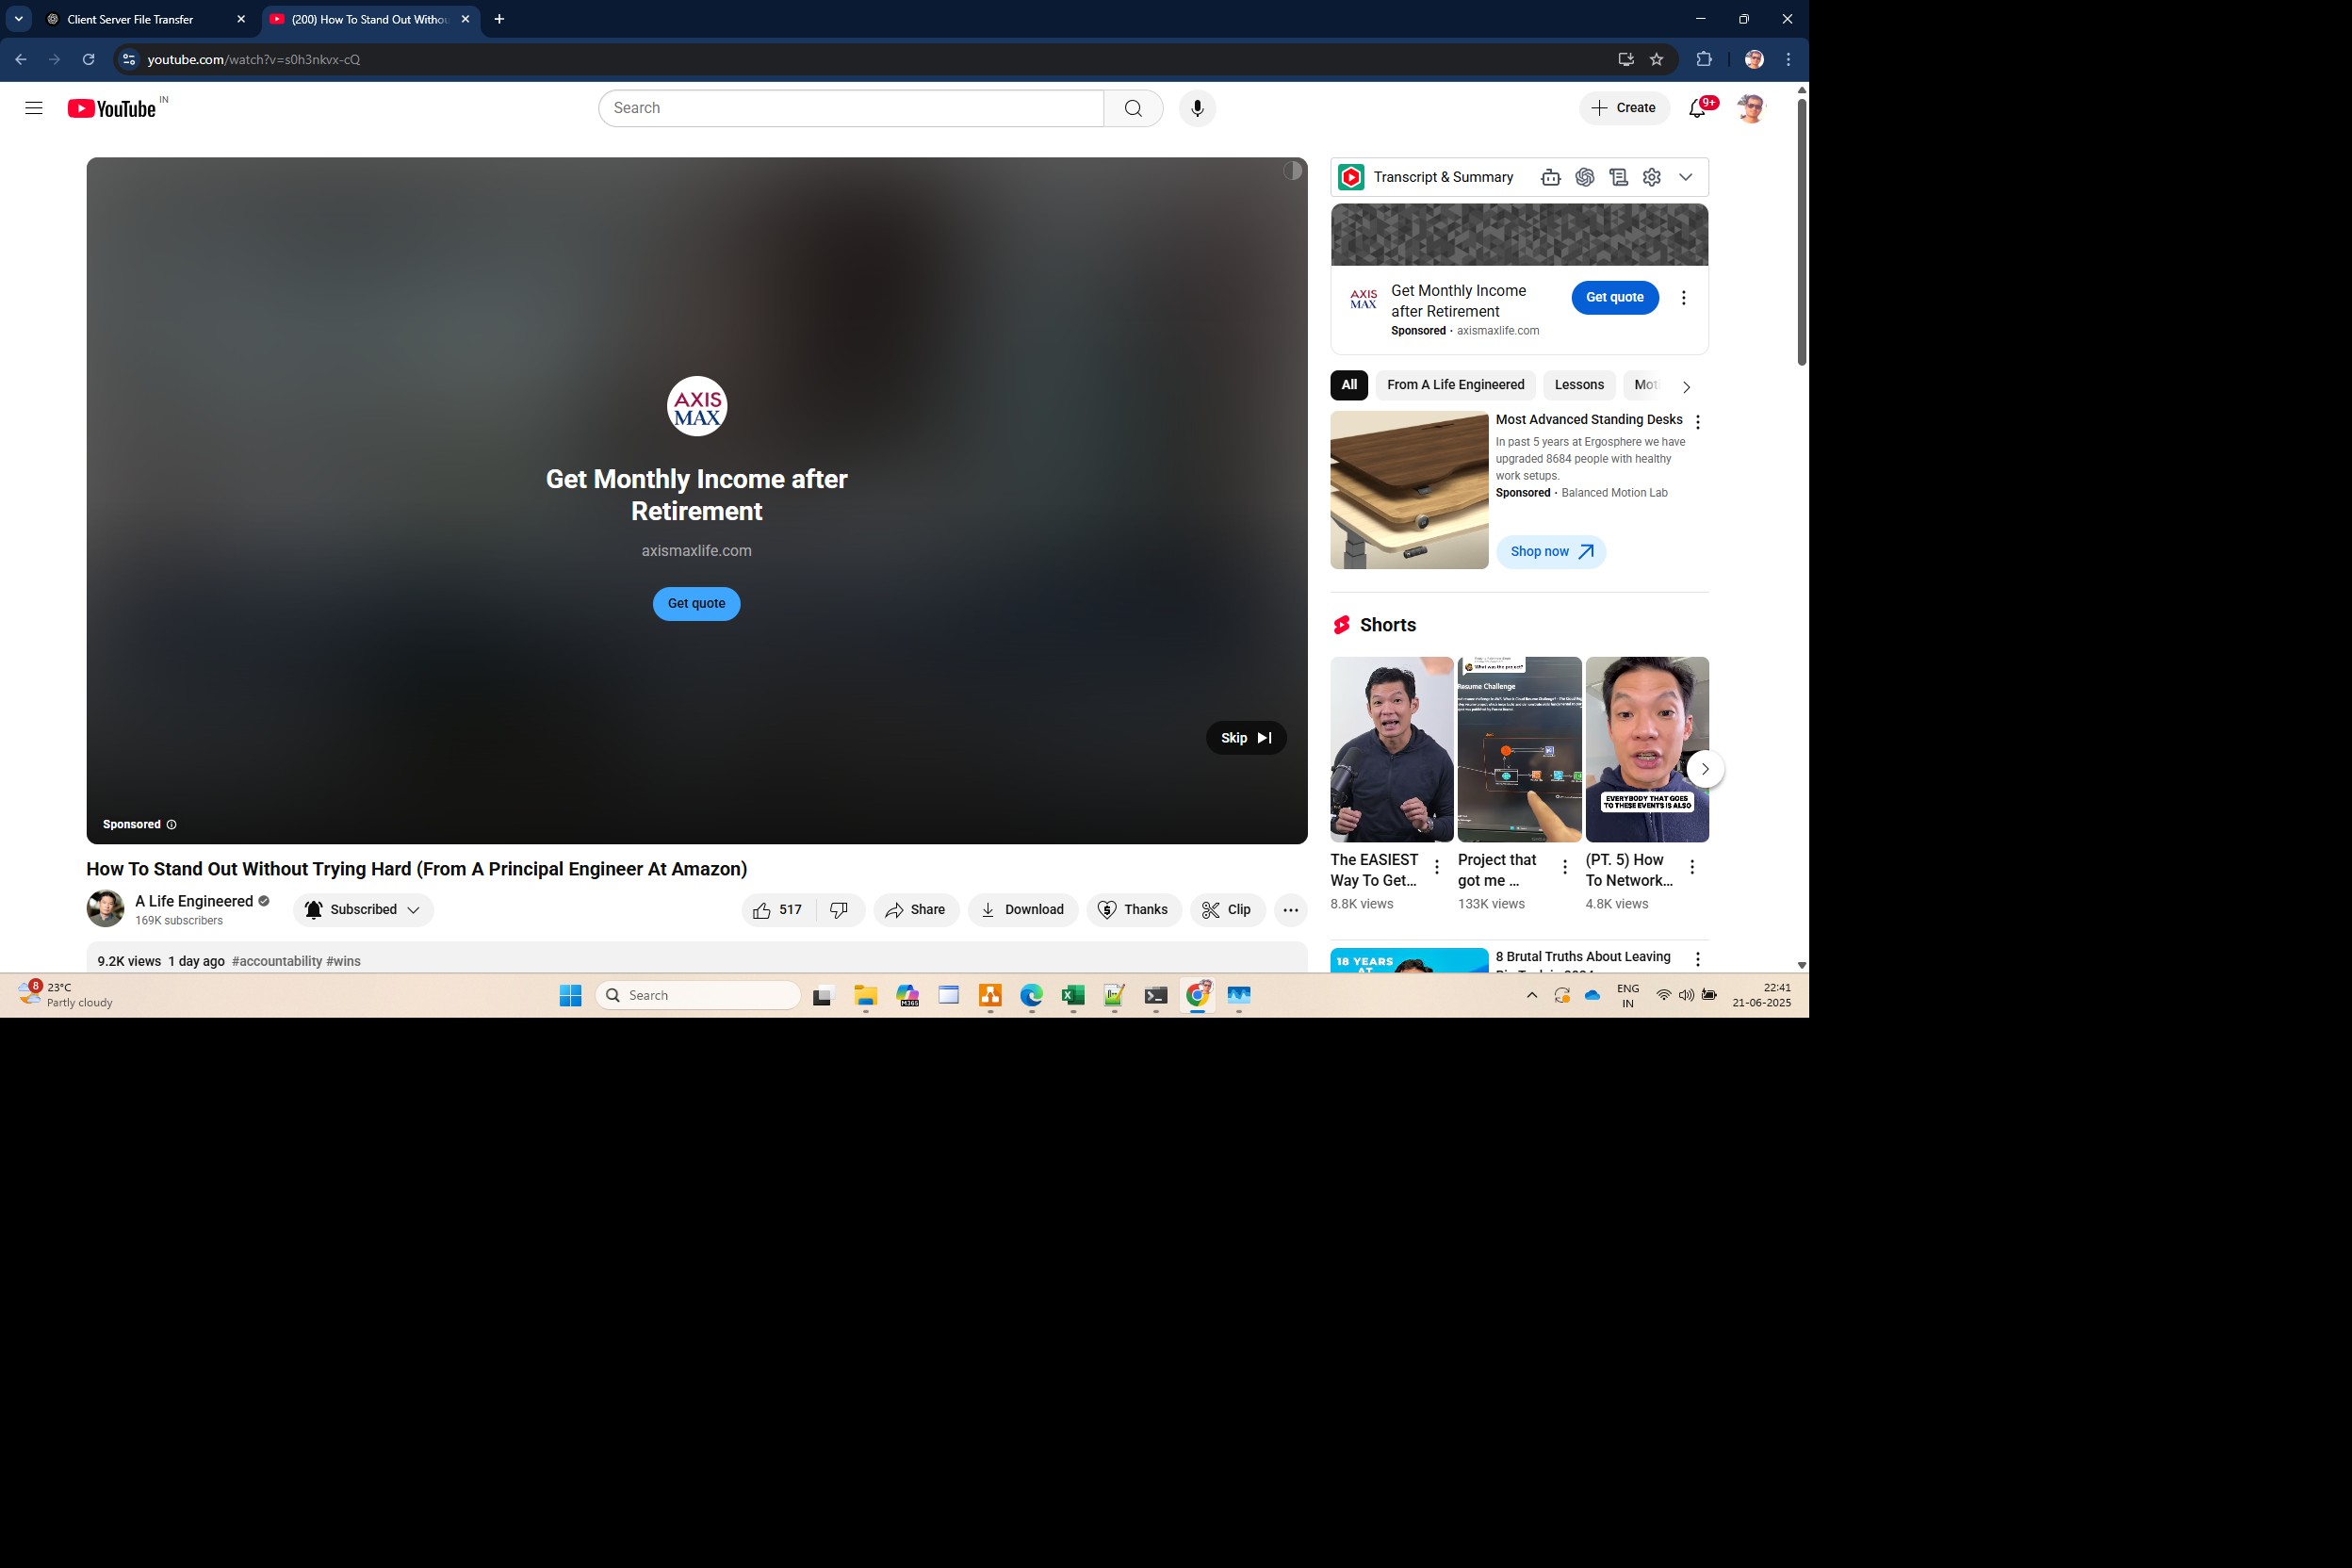 Client Server File Transfer
(200) How To Stand Out Withou
youtube.com/watch?v=s0h3nkvx-cQ
YouTube IN
Search
Create
9+
AXIS
MAX
Get Monthly Income after
Retirement
axismaxlife.com
Get quote
Skip
Sponsored
How To Stand Out Without Trying Hard (From A Principal Engineer At Amazon)
A Life Engineered
169K subscribers
Subscribed
517
Share
Download
Thanks
Clip
9.2K views 1 day ago #accountability #wins
Transcript & Summary
AXIS
MAX
Get Monthly Income
after Retirement
Sponsored · axismaxlife.com
Get quote
All
From A Life Engineered
Lessons
Mot
Most Advanced Standing Desks
In past 5 years at Ergosphere we have
upgraded 8684 people with healthy
work setups.
Sponsored · Balanced Motion Lab
Shop now
Shorts
What was the project?
Resume Challenge
EVERYBODY THAT GOES
TO THESE EVENTS IS ALSO
The EASIEST
Way To Get...
8.8K views
Project that
got me ...
133K views
(PT. 5) How
To Network...
4.8K views
18 YEARS
AT
8 Brutal Truths About Leaving
8
23°C
Partly cloudy
Search
M365
ENG
IN
22:41
21-06-2025